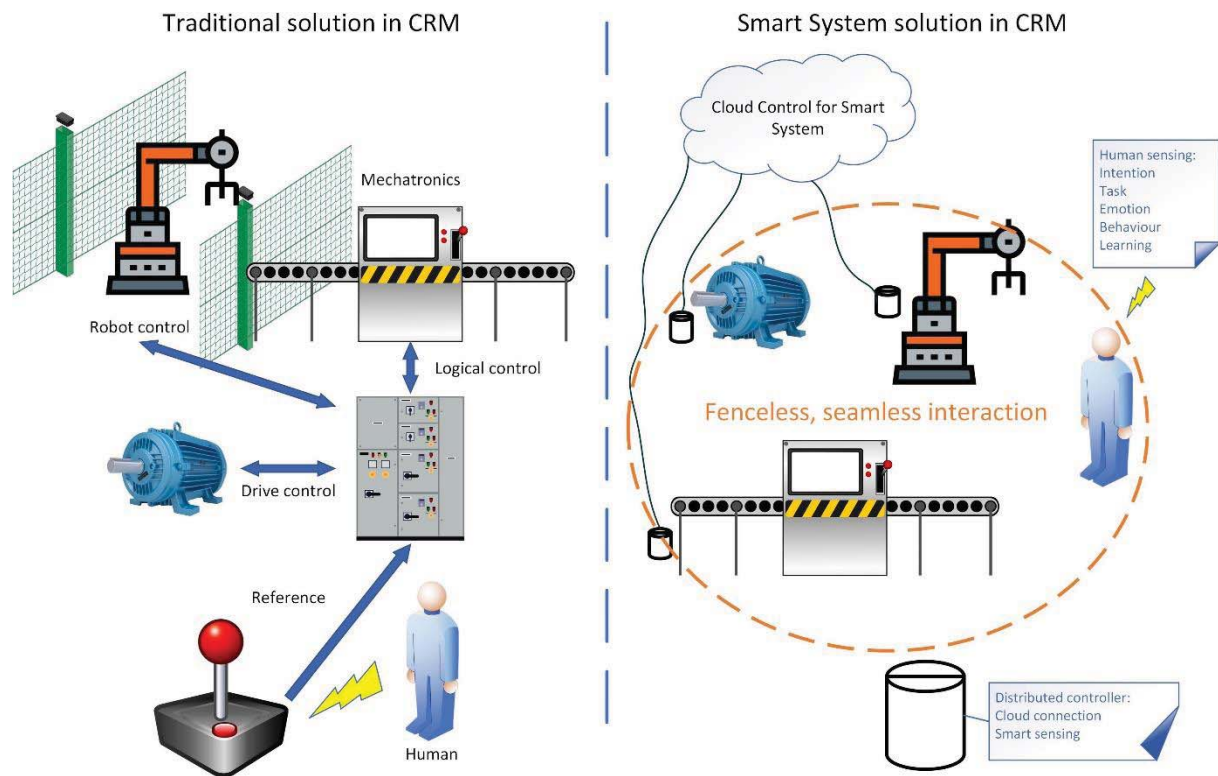 Traditional solution in CRM
Smart System solution in CRM
Mechatronics
Robot control
Logical control
Drive control
Reference
Human
Cloud Control for Smart
System
Human sensing:
Intention
Task
Emotion
Behaviour
Learning
Fenceless, seamless interaction
Distributed controller:
Cloud connection
Smart sensing